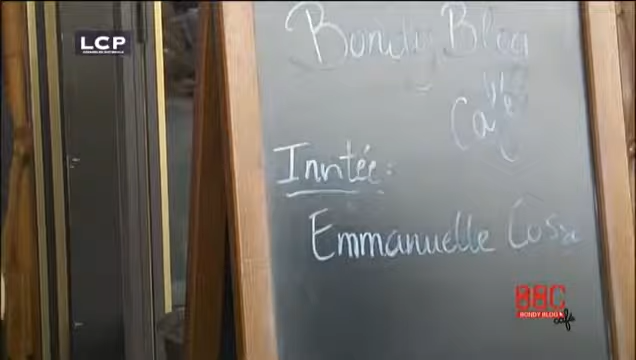 LCP
Bondy Blog
Café
Invitée:
Emmanuelle Cosse
BBC
BONDY BLOG
café